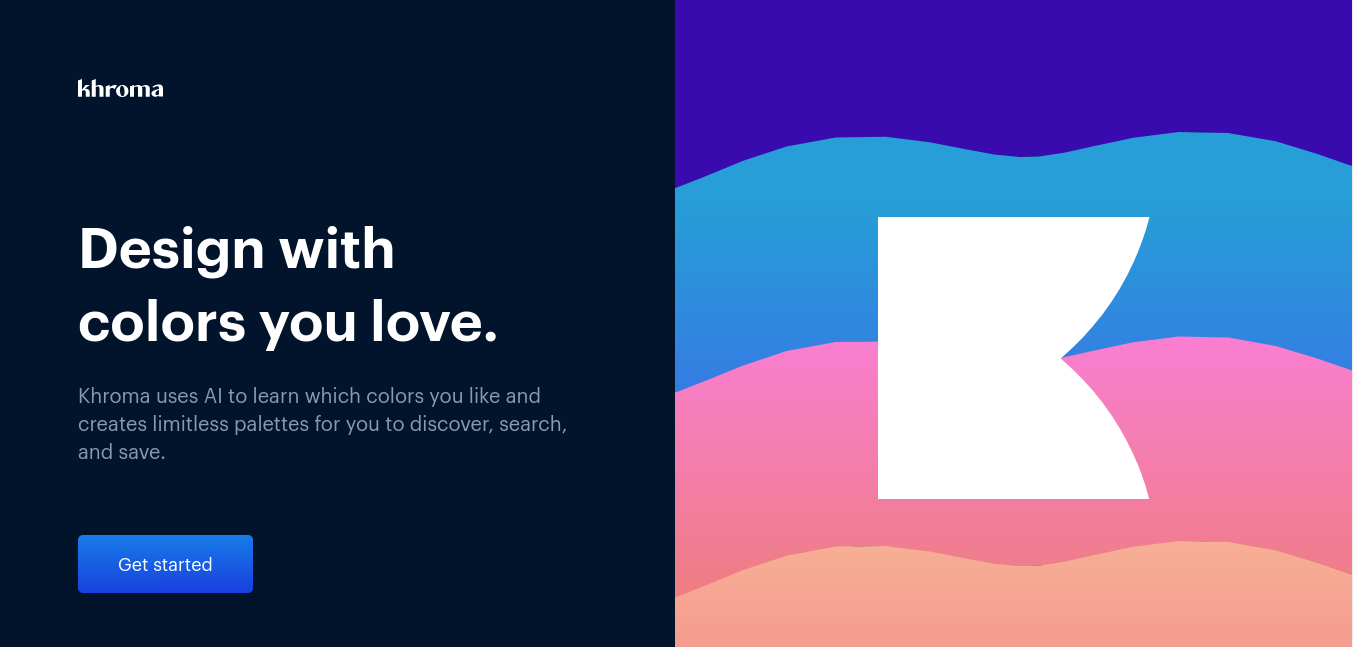 khroma
Design with
colors you love.
Khroma uses AI to learn which colors you like and
creates limitless palettes for you to discover, search,
and save.
Get started